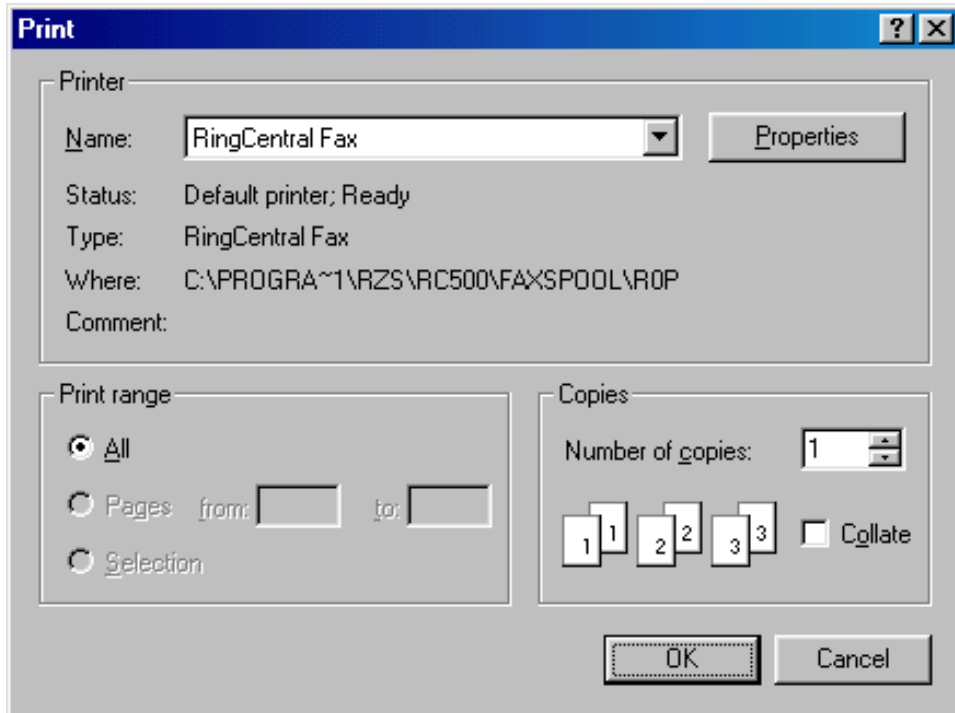 Print
Printer
Name: RingCentral Fax Properties
Status: Default printer; Ready
Type: RingCentral Fax
Where: C:\PROGRA~1\RZS\RC500\FAXSPOOL\R0P
Comment:
Print range
All
Pages from: to:
Selection
Copies
Number of copies: 1
1 1 2 2 3 3 Collate
OK Cancel